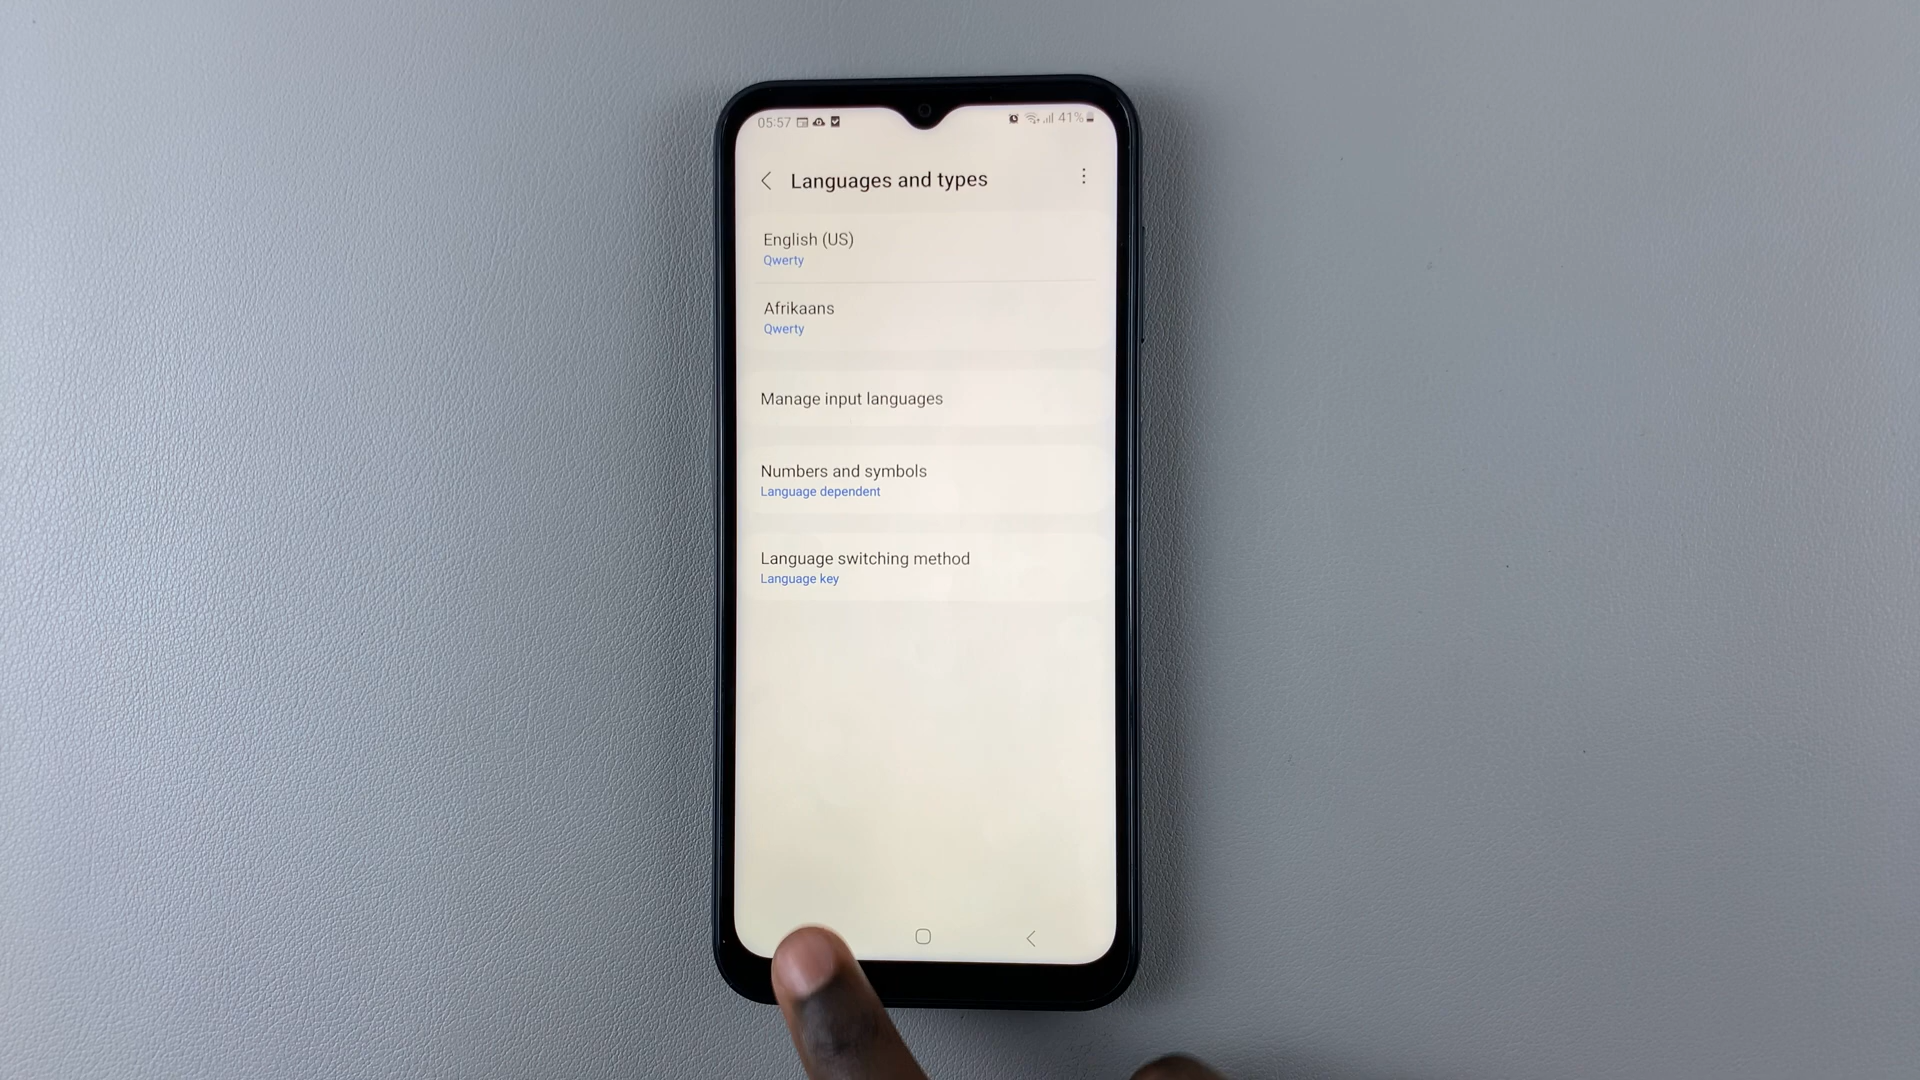 05:57
41%
Languages and types
English (US)
Qwerty
Afrikaans
Qwerty
Manage input languages
Numbers and symbols
Language dependent
Language switching method
Language key